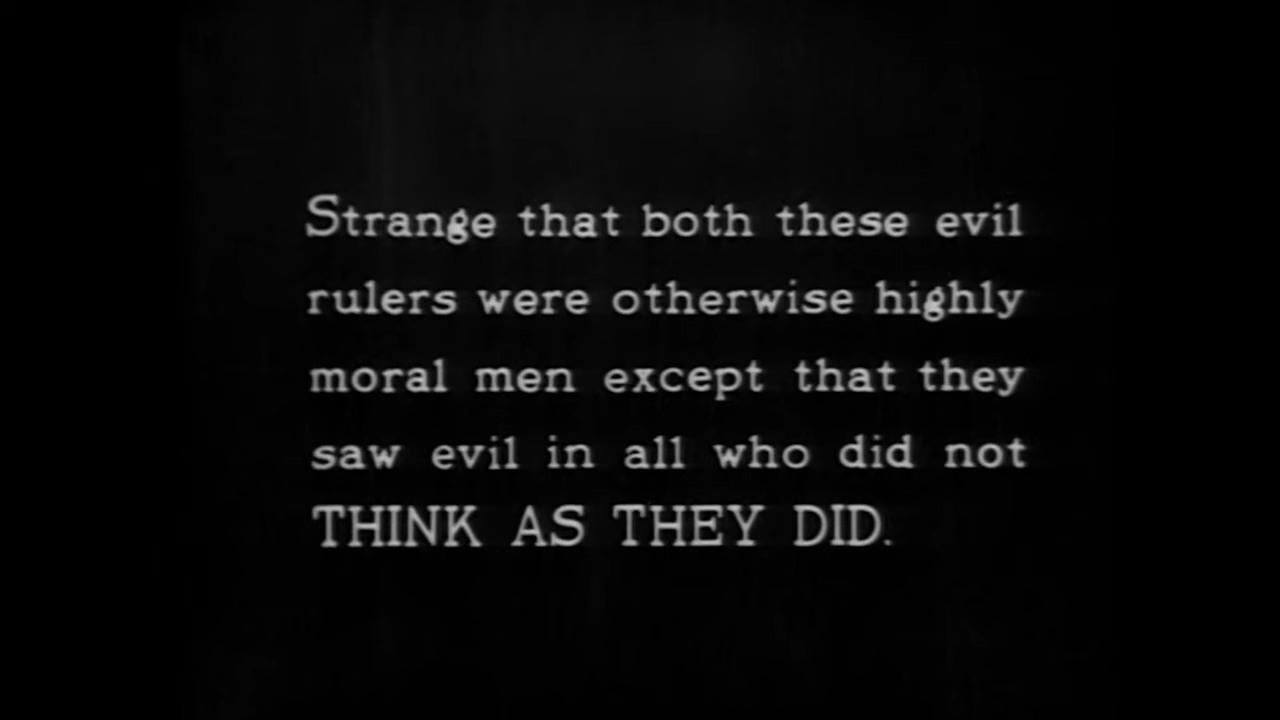 Strange that both these evil
rulers were otherwise highly
moral men except that they
saw evil in all who did not
THINK AS THEY DID.